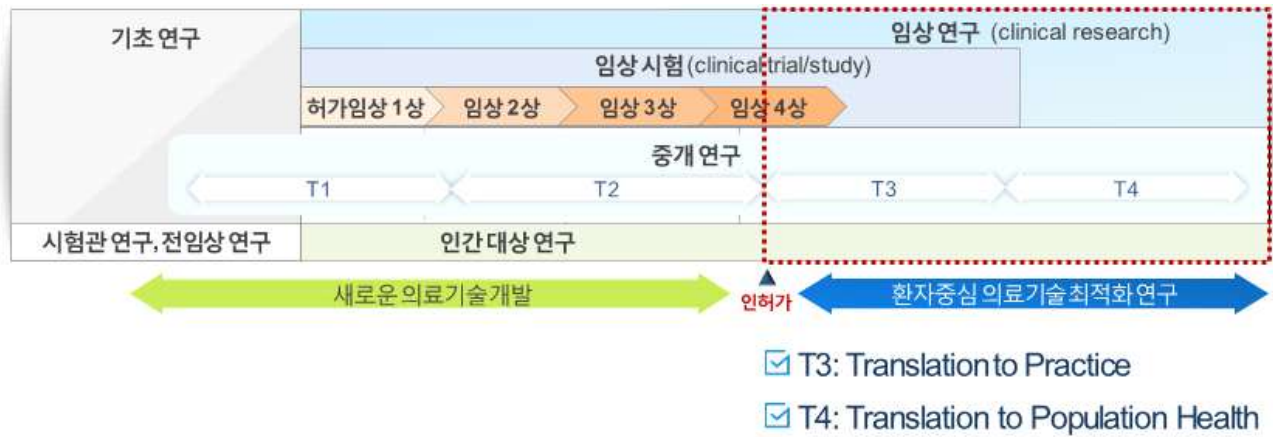 기초 연구
임상 연구 (clinical research)
임상 시험(clinical trial/study)
허가임상 1상 임상 2상 임상 3상 임상 4상
중개 연구
T1 T2 T3 T4
시험관 연구, 전임상 연구 인간 대상 연구
새로운 의료기술 개발 인허가 환자중심 의료기술 최적화 연구
T3: Translation to Practice
T4: Translation to Population Health